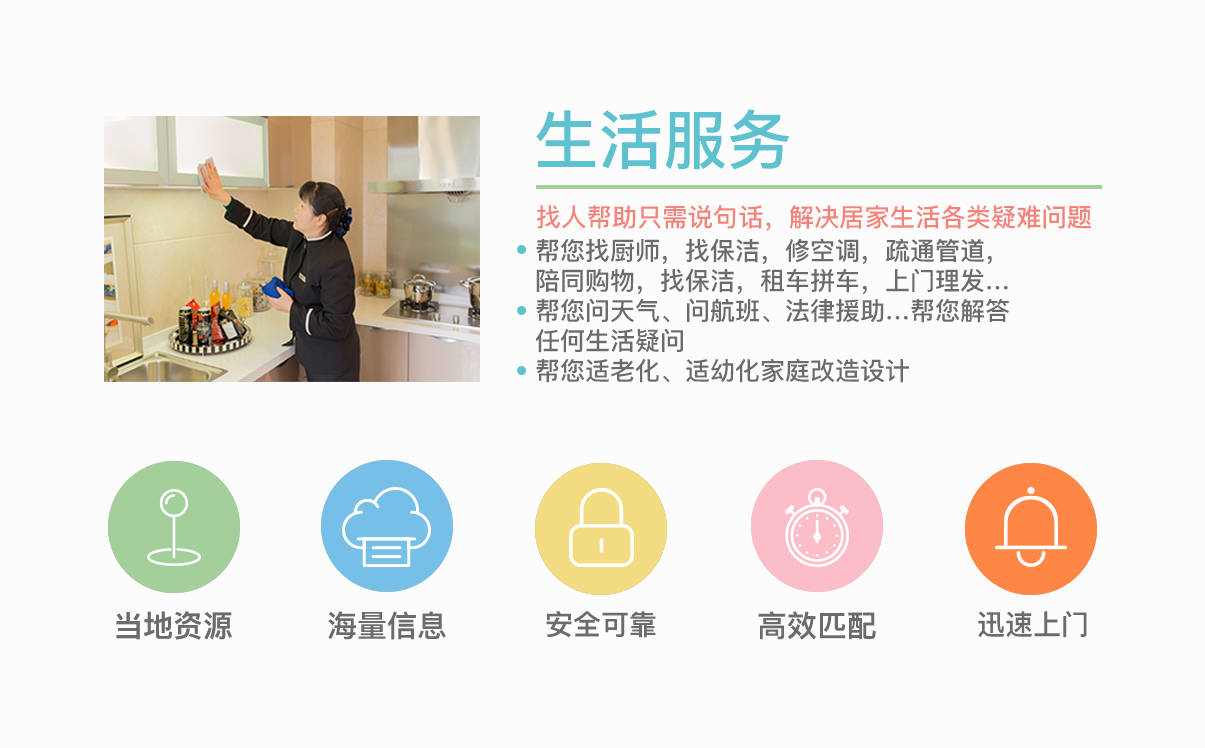 生活服务
找人帮助只需说句话，解决居家生活各类疑难问题
帮您找厨师，找保洁，修空调，疏通管道，
陪同购物，找保洁，租车拼车，上门理发…
帮您问天气、问航班、法律援助…帮您解答
任何生活疑问
帮您适老化、适幼化家庭改造设计
当地资源
海量信息
安全可靠
高效匹配
迅速上门